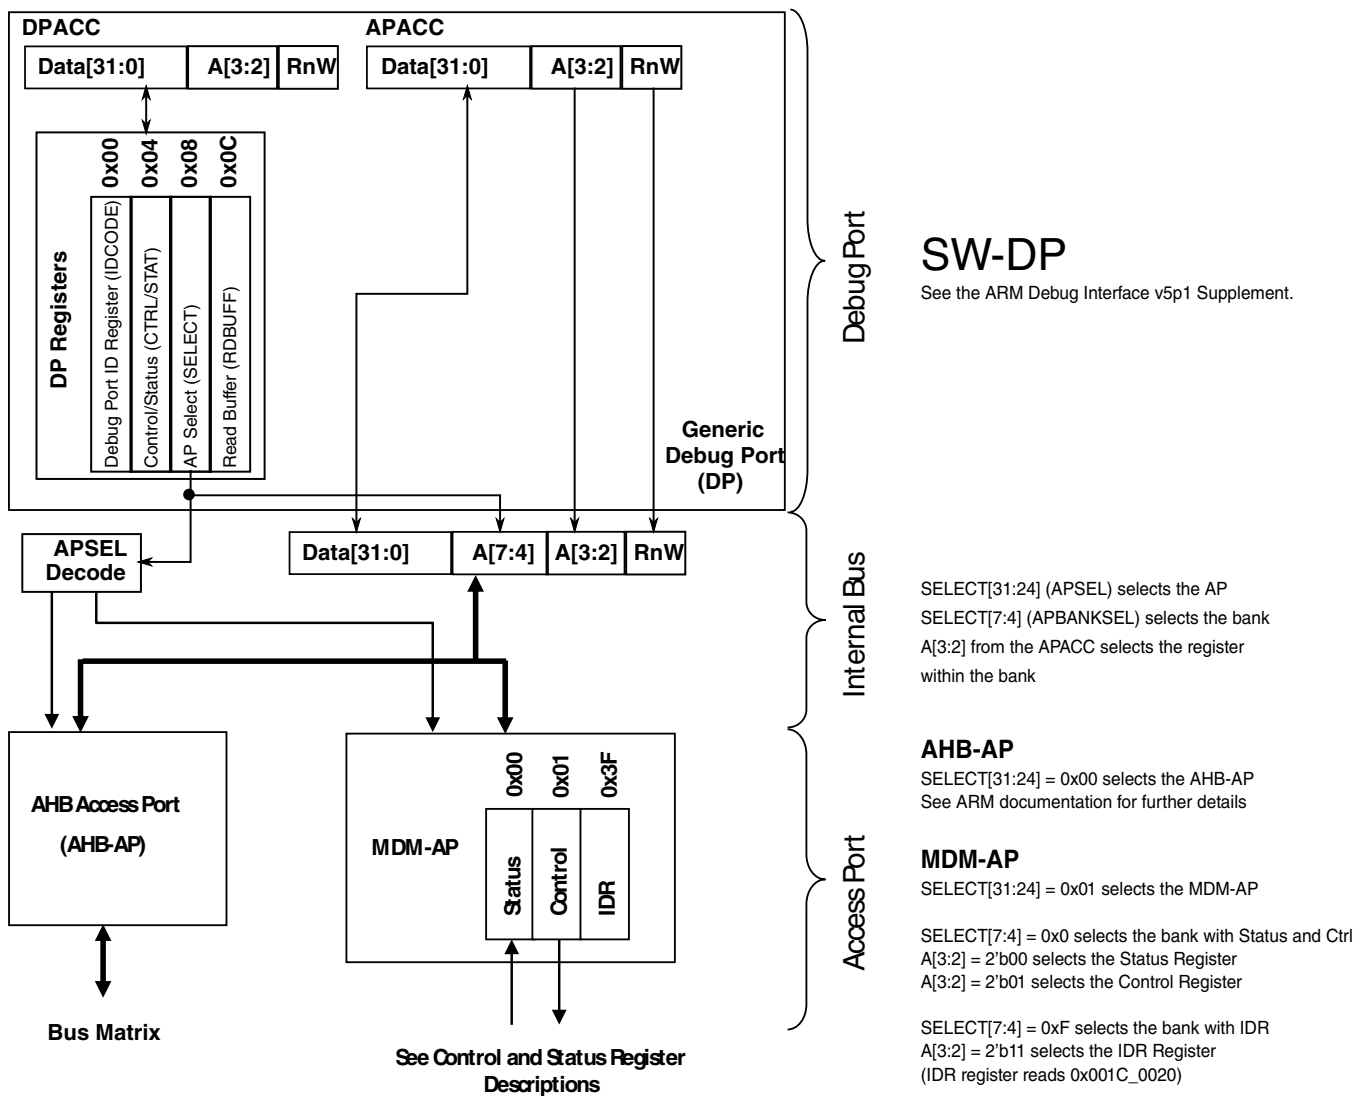 DPACC
APACC
Data[31:0] A[3:2] RnW
Data[31:0] A[3:2] RnW
0x00
0x04
0x08
0x0C
DP Registers
Debug Port ID Register (IDCODE)
Control/Status (CTRL/STAT)
AP Select (SELECT)
Read Buffer (RDBUFF)
Generic
Debug Port
(DP)
Debug Port
SW-DP
See the ARM Debug Interface v5p1 Supplement.
APSEL
Decode
Data[31:0] A[7:4] A[3:2] RnW
Internal Bus
SELECT[31:24] (APSEL) selects the AP
SELECT[7:4] (APBANKSEL) selects the bank
A[3:2] from the APACC selects the register
within the bank
AHB Access Port
(AHB-AP)
Bus Matrix
MDM-AP
0x00
0x01
0x3F
Status
Control
IDR
See Control and Status Register
Descriptions
Access Port
AHB-AP
SELECT[31:24] = 0x00 selects the AHB-AP
See ARM documentation for further details
MDM-AP
SELECT[31:24] = 0x01 selects the MDM-AP
SELECT[7:4] = 0x0 selects the bank with Status and Ctrl
A[3:2] = 2'b00 selects the Status Register
A[3:2] = 2'b01 selects the Control Register
SELECT[7:4] = 0xF selects the bank with IDR
A[3:2] = 2'b11 selects the IDR Register
(IDR register reads 0x001C_0020)